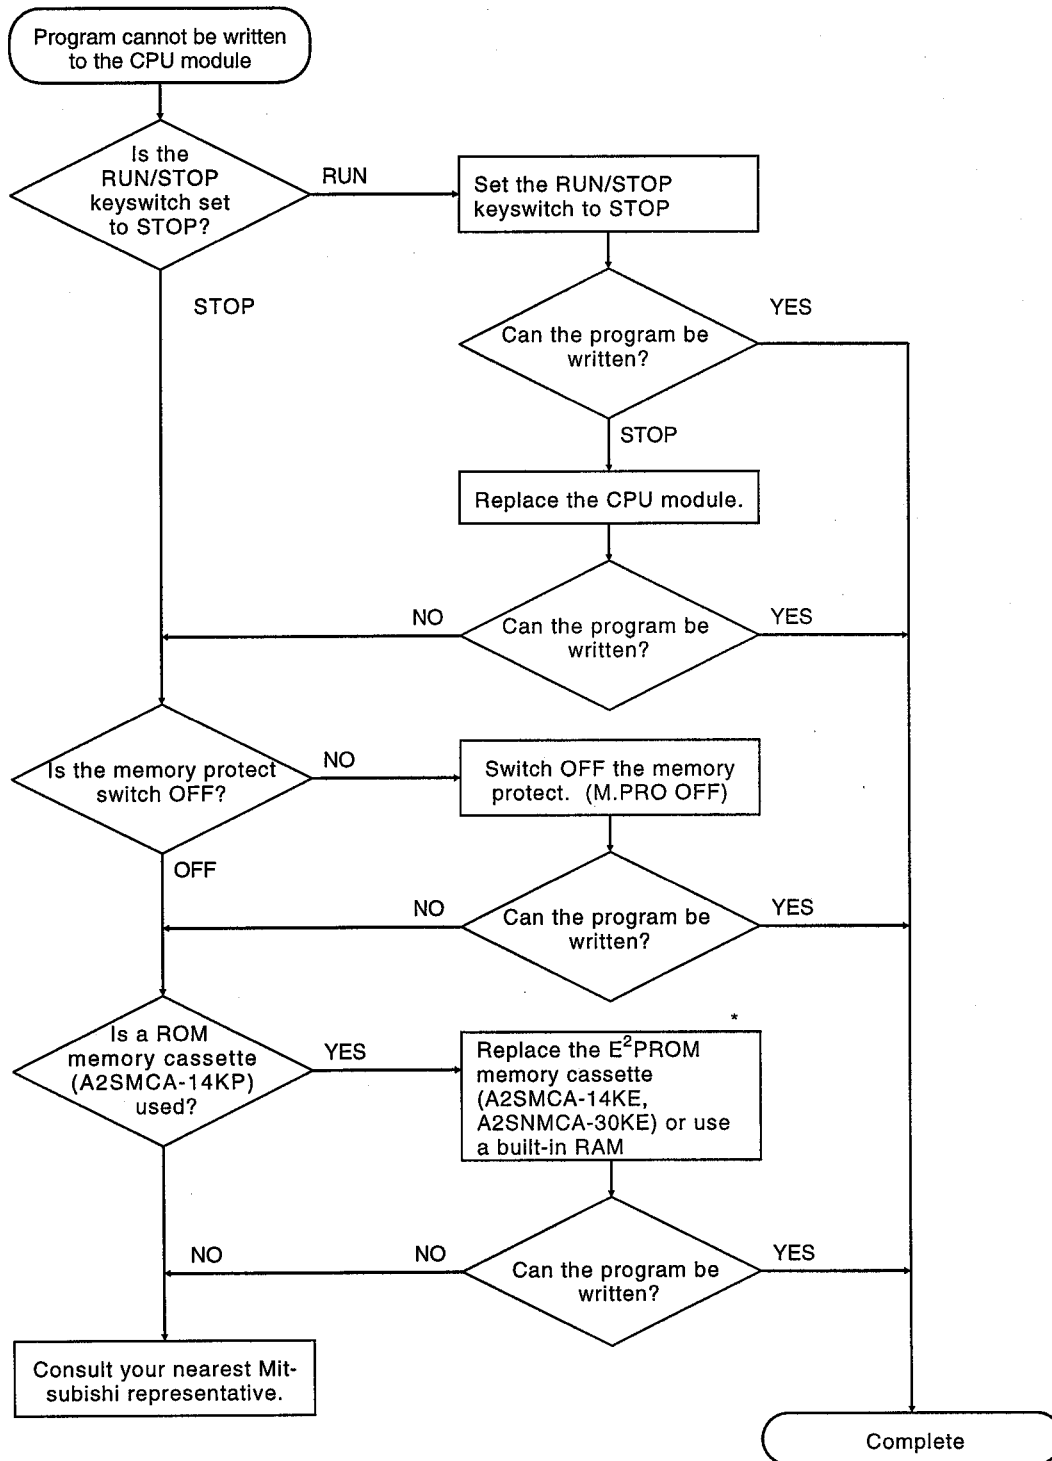 Program cannot be written
to the CPU module
Is the
RUN/STOP
keyswitch set
to STOP?
RUN
Set the RUN/STOP
keyswitch to STOP
STOP
Can the program be
written?
YES
STOP
Replace the CPU module.
NO
Can the program be
written?
YES
Is the memory protect
switch OFF?
NO
Switch OFF the memory
protect. (M.PRO OFF)
OFF
NO
Can the program be
written?
YES
Is a ROM
memory cassette
(A2SMCA-14KP)
used?
YES
*
Replace the E²PROM
memory cassette
(A2SMCA-14KE,
A2SNMCA-30KE) or use
a built-in RAM
NO
NO
Can the program be
written?
YES
Consult your nearest Mit-
subishi representative.
Complete